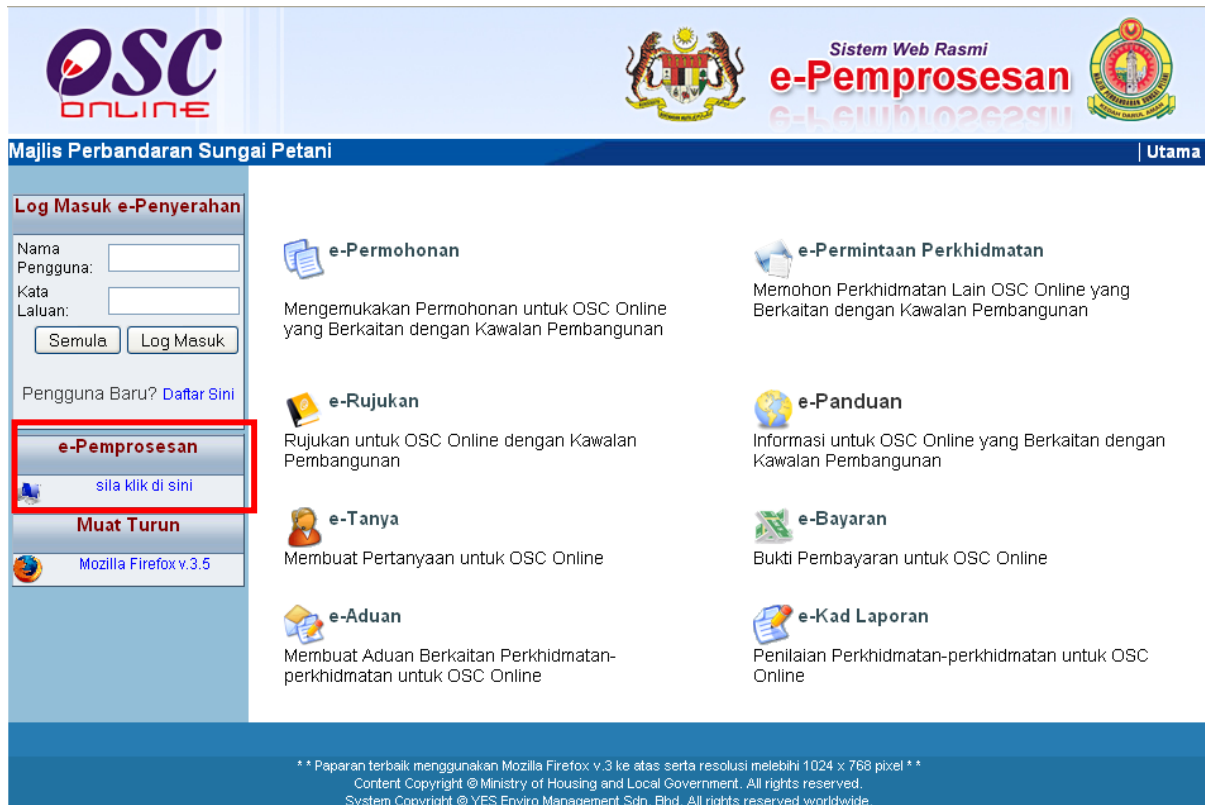 OSC
ONLINE
Sistem Web Rasmi
e-Pemprosesan
Majlis Perbandaran Sungai Petani
| Utama
Log Masuk e-Penyerahan
Nama
Pengguna:
Kata
Laluan:
Semula
Log Masuk
Pengguna Baru? Daftar Sini
e-Pemprosesan
sila klik di sini
Muat Turun
Mozilla Firefox v.3.5
e-Permohonan
Mengemukakan Permohonan untuk OSC Online
yang Berkaitan dengan Kawalan Pembangunan
e-Permintaan Perkhidmatan
Memohon Perkhidmatan Lain OSC Online yang
Berkaitan dengan Kawalan Pembangunan
e-Rujukan
Rujukan untuk OSC Online dengan Kawalan
Pembangunan
e-Panduan
Informasi untuk OSC Online yang Berkaitan dengan
Kawalan Pembangunan
e-Tanya
Membuat Pertanyaan untuk OSC Online
e-Bayaran
Bukti Pembayaran untuk OSC Online
e-Aduan
Membuat Aduan Berkaitan Perkhidmatan-
perkhidmatan untuk OSC Online
e-Kad Laporan
Penilaian Perkhidmatan-perkhidmatan untuk OSC
Online
* * Paparan terbaik menggunakan Mozilla Firefox v.3 ke atas serta resolusi melebihi 1024 x 768 pixel * *
Content Copyright © Ministry of Housing and Local Government. All rights reserved.
System Copyright © YES Enviro Management Sdn. Bhd. All rights reserved worldwide.